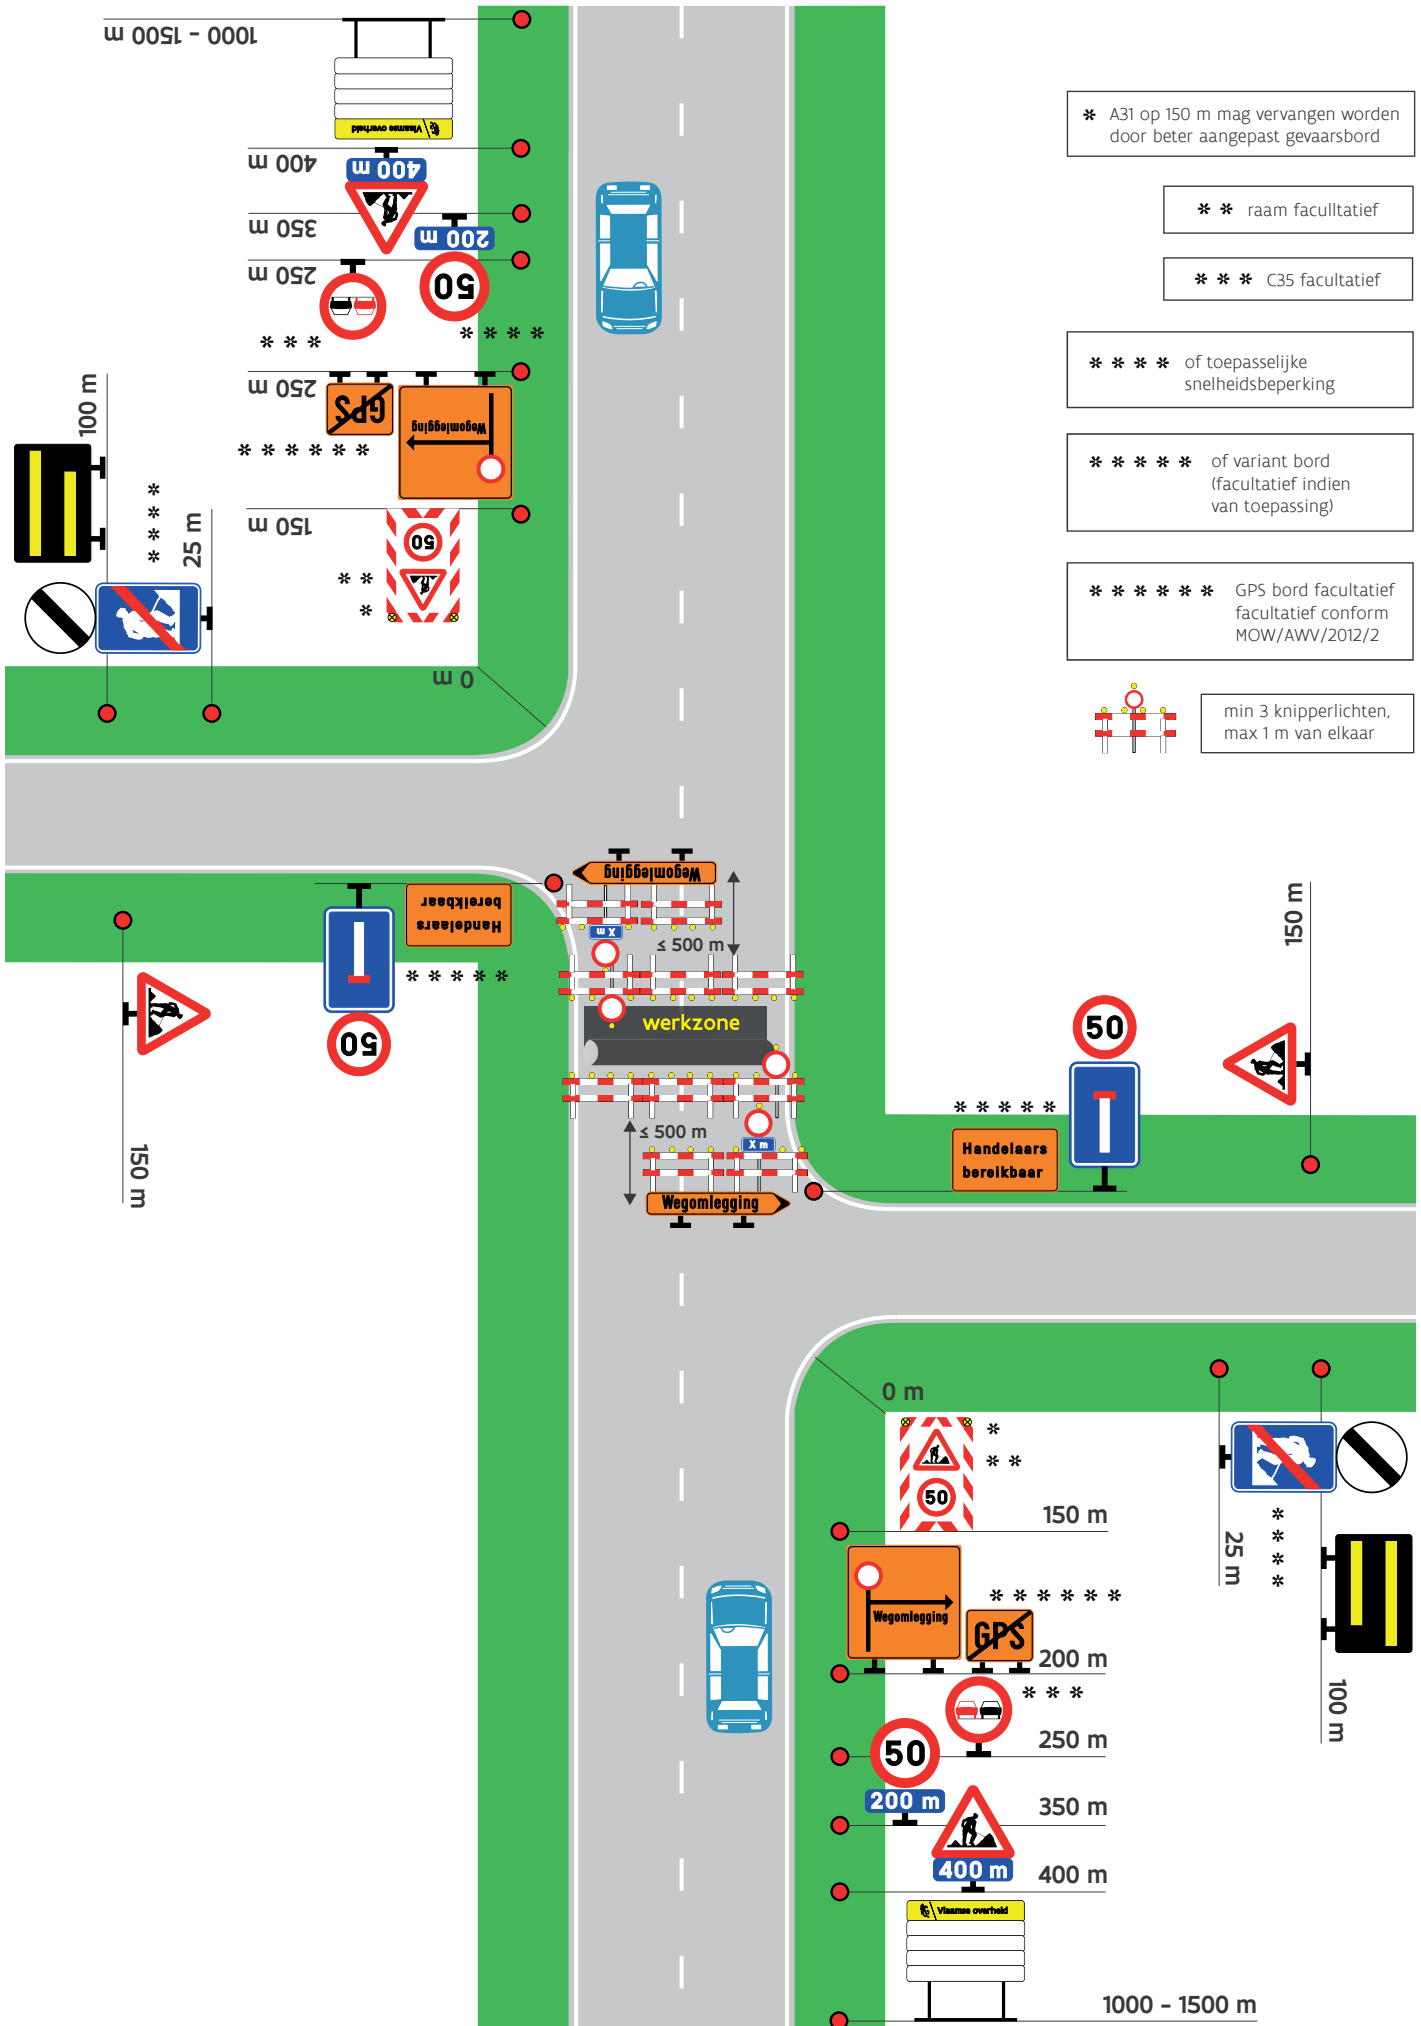 1000 - 1500 m
Vlaamse overheid
400 m
400 m
350 m
200 m
250 m
50
* * *
* * * *
250 m
GPS
Wegomlegging
* * * * * *
150 m
50
* *
*
0 m
100 m
* * * *
25 m
* A31 op 150 m mag vervangen worden
door beter aangepast gevaarsbord
* * raam faculltatief
* * * C35 facultatief
* * * * of toepasselijke
snelheidsbeperking
* * * * * of variant bord
(facultatief indien
van toepassing)
* * * * * * GPS bord facultatief
facultatief conform
MOW/AWV/2012/2
min 3 knipperlichten,
max 1 m van elkaar
Wegomlegging
Handelaars
bereikbaar
* * * * *
50
150 m
X m
≤ 500 m
werkzone
≤ 500 m
X m
Wegomlegging
150 m
50
* * * * *
Handelaars
bereikbaar
0 m
*
* *
50
150 m
Wegomlegging
* * * * * *
GPS
200 m
* * *
250 m
50
200 m
350 m
400 m
400 m
Vlaamse overheid
1000 - 1500 m
25 m
* * * *
100 m